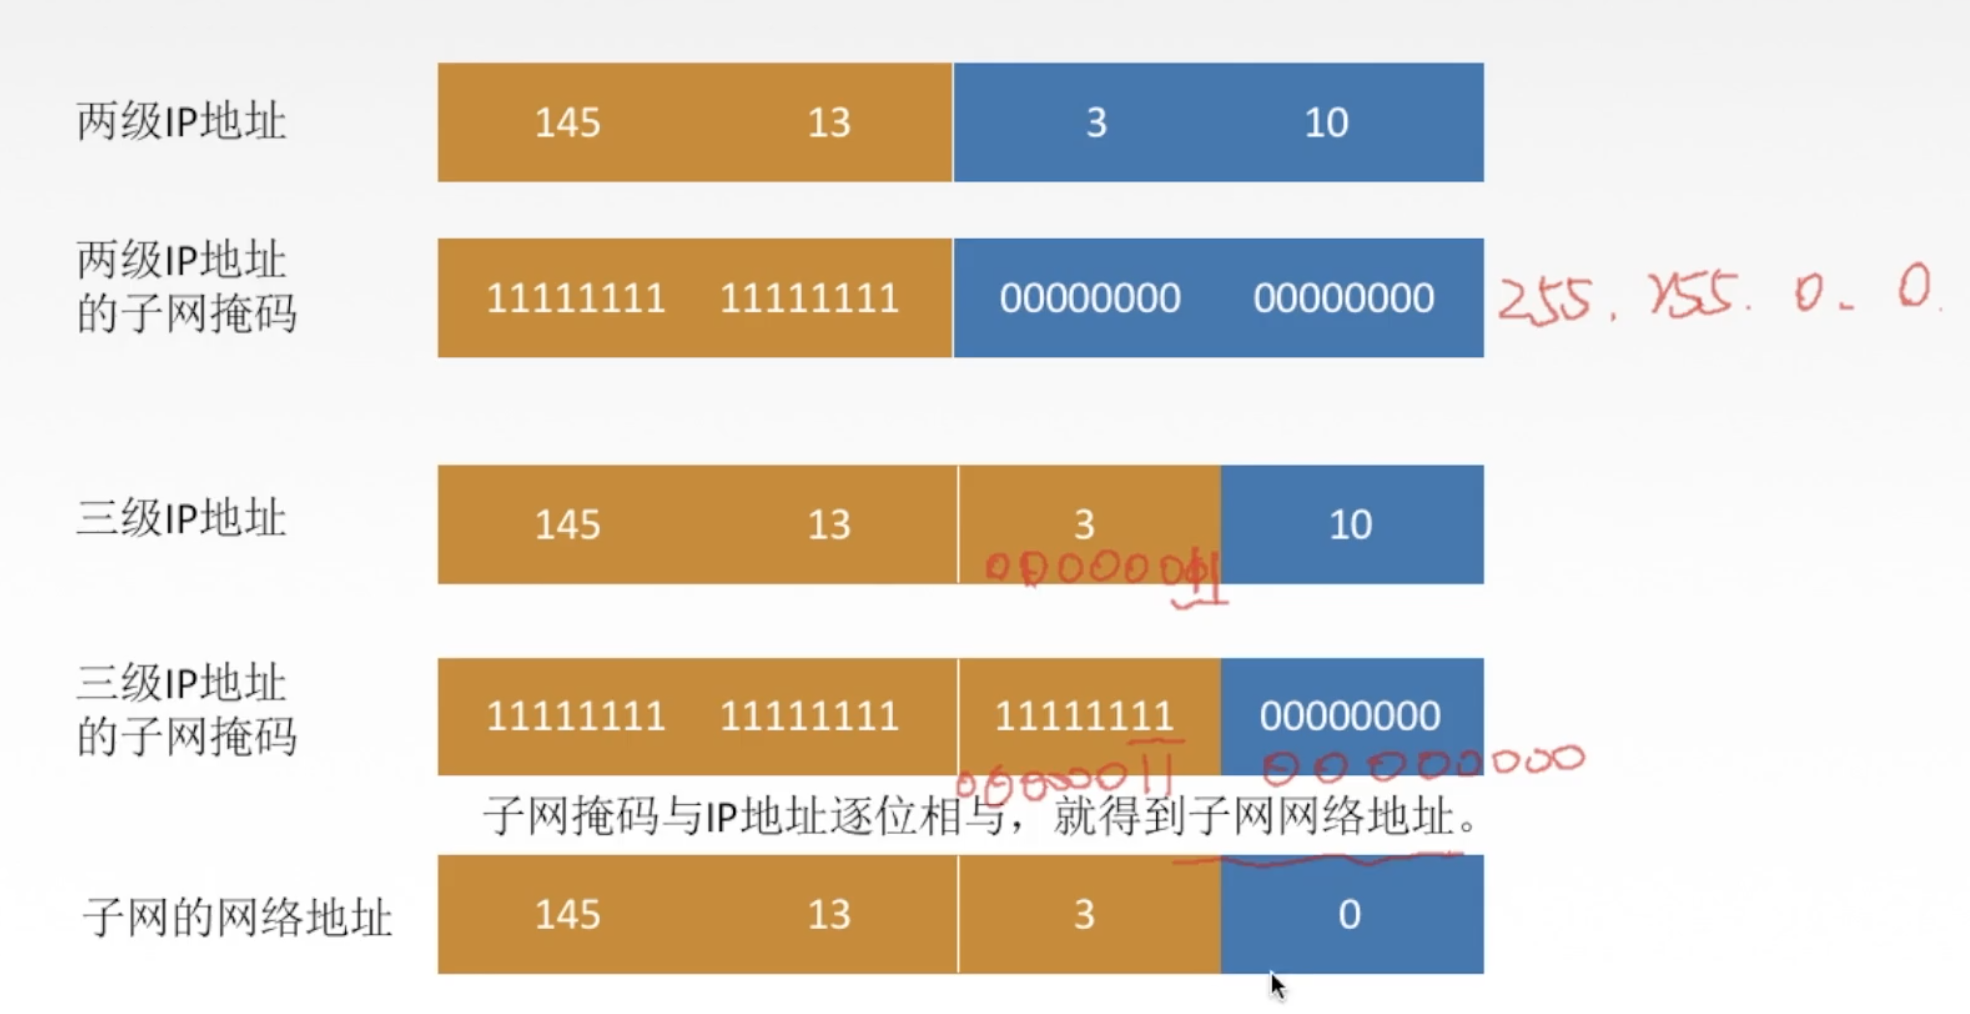 两级IP地址
145 13 3 10
两级IP地址
的子网掩码
11111111 11111111 00000000 00000000
255.255.0.0.
三级IP地址
145 13 3 10
00000011
三级IP地址
的子网掩码
11111111 11111111 11111111 00000000
00000011 00000000
子网掩码与IP地址逐位相与，就得到子网网络地址。
子网的网络地址
145 13 3 0